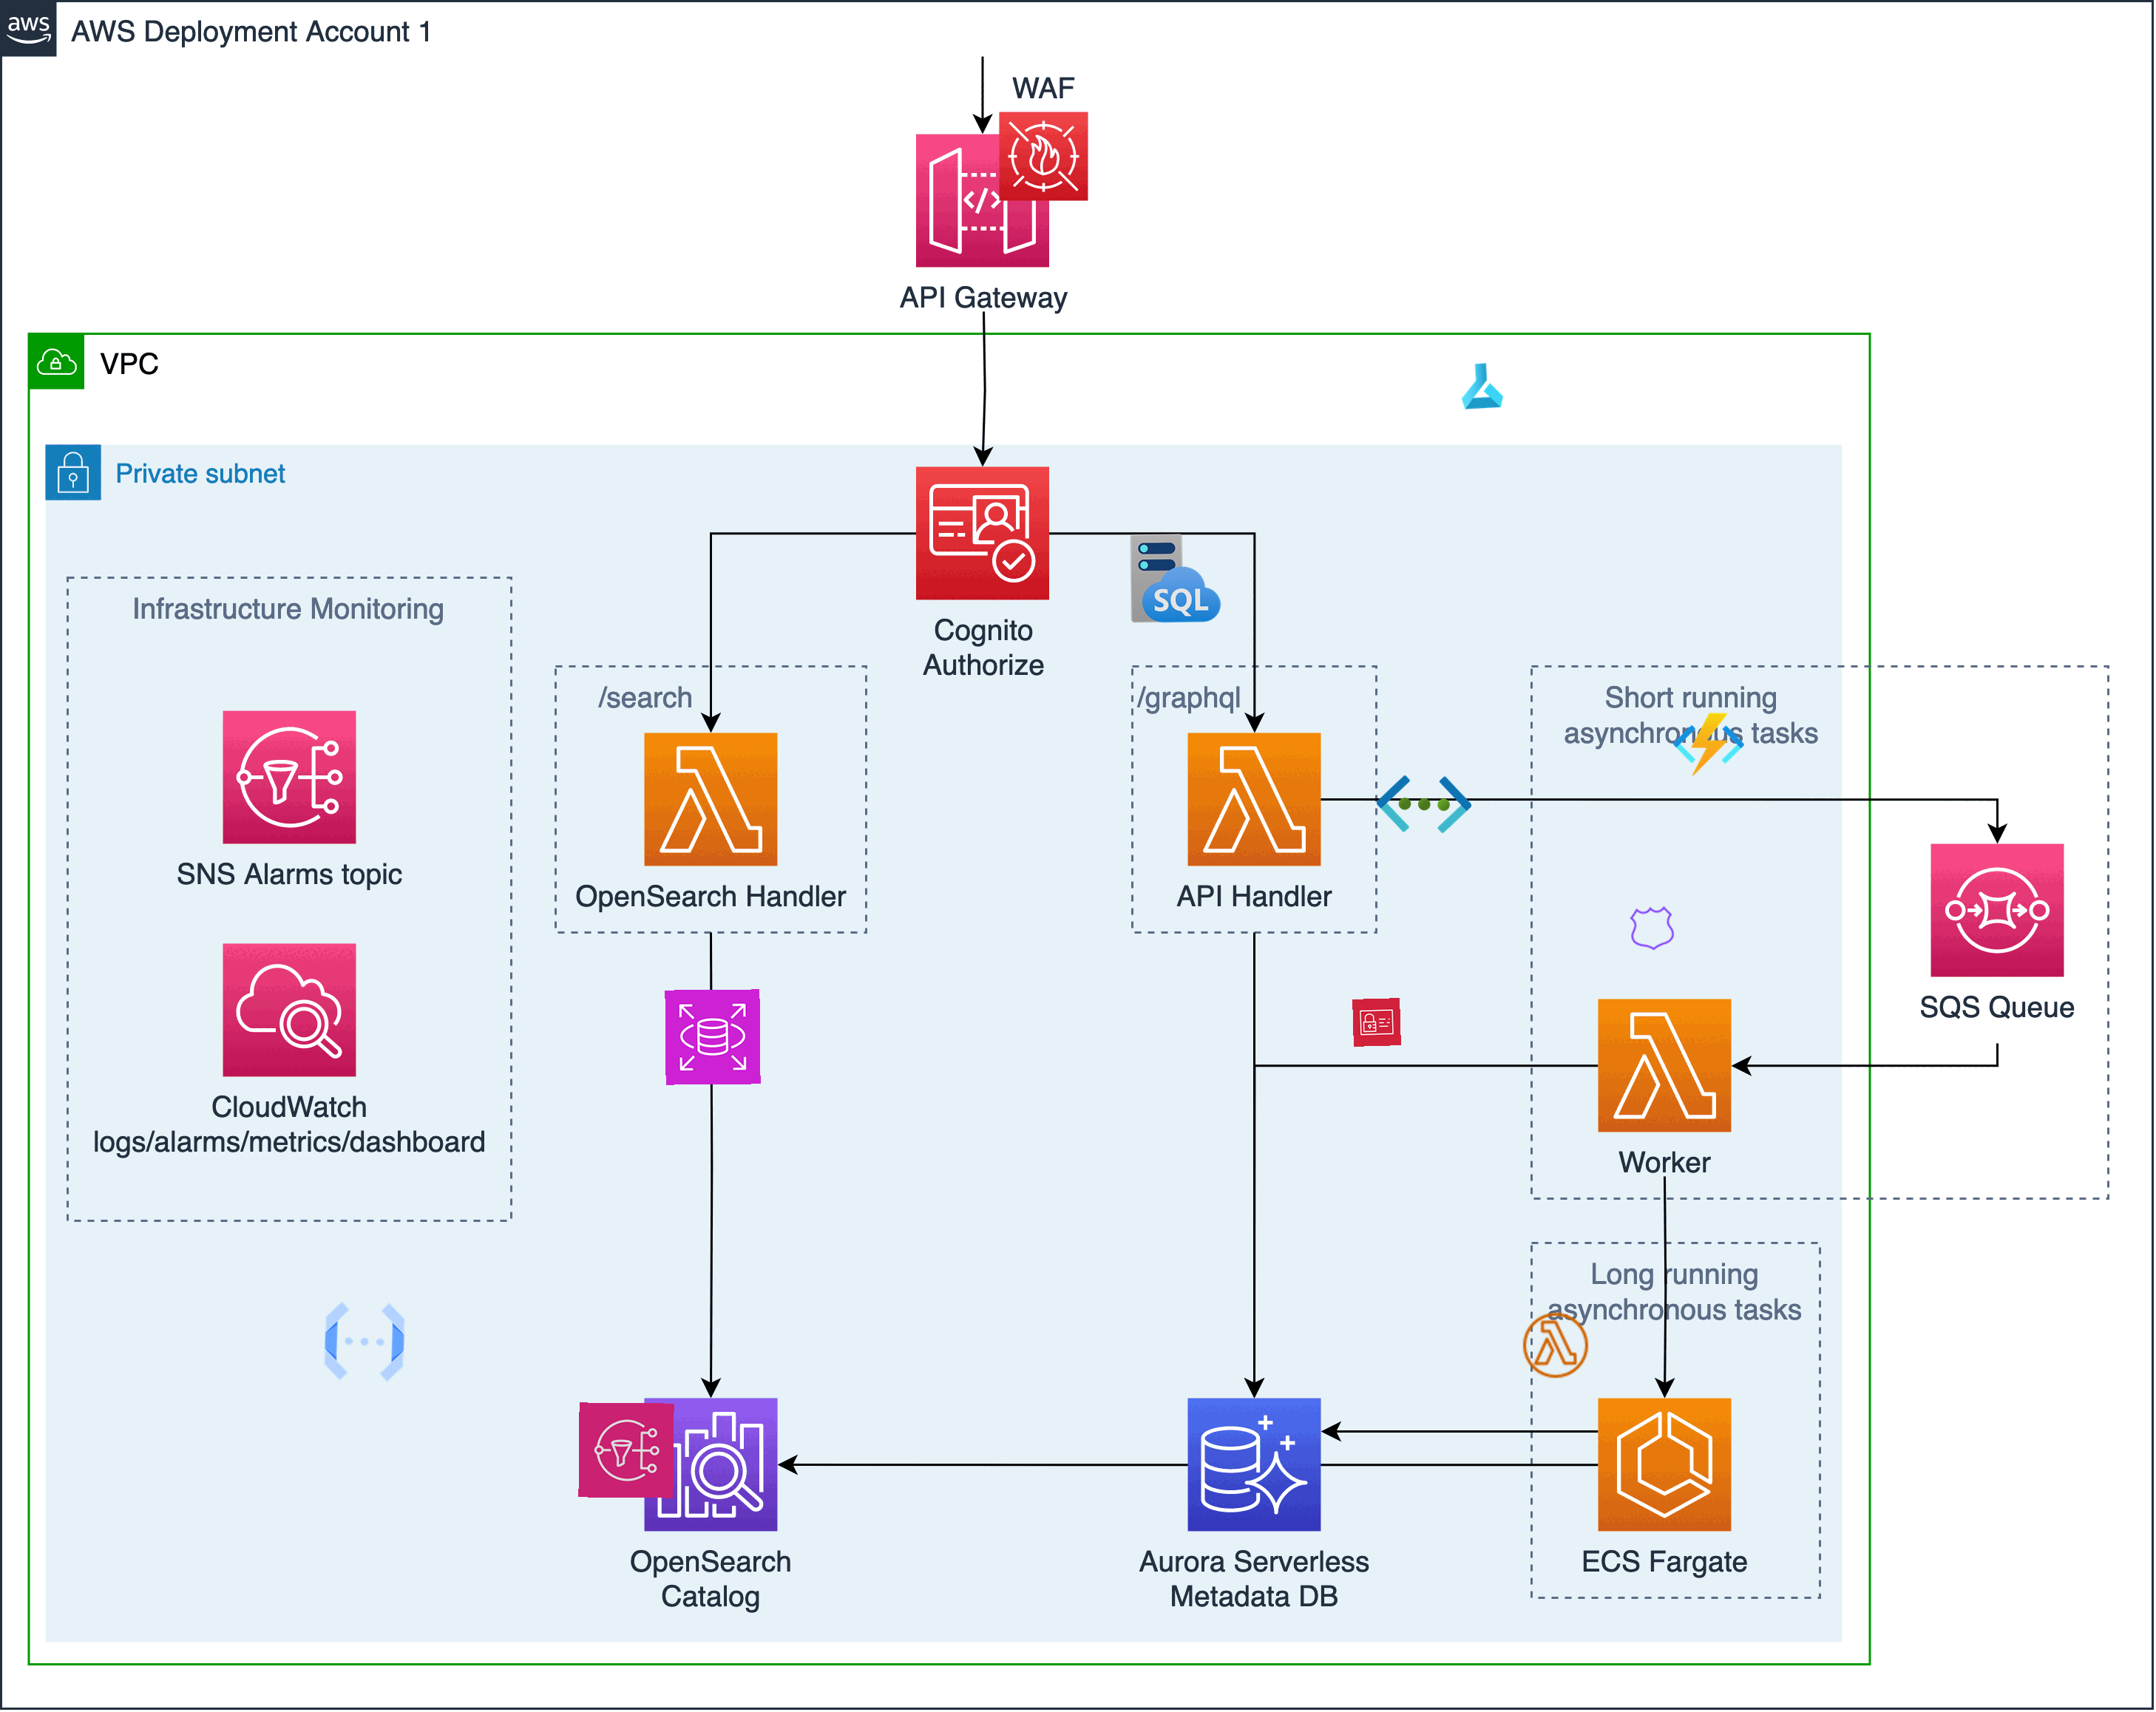 aws
AWS Deployment Account 1
WAF
API Gateway
VPC
Private subnet
Cognito
Authorize
SQL
Infrastructure Monitoring
SNS Alarms topic
CloudWatch
logs/alarms/metrics/dashboard
/search
OpenSearch Handler
/graphql
API Handler
Short running
asynchronous tasks
SQS Queue
Worker
Long running
asynchronous tasks
OpenSearch
Catalog
Aurora Serverless
Metadata DB
ECS Fargate